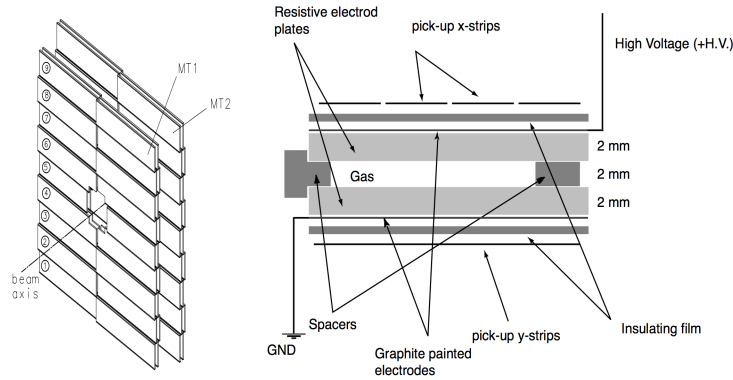 ⑨
⑧
⑦
⑥
⑤
④
③
②
①
MT1
MT2
beam
axis
Resistive electrod
plates
pick-up x-strips
High Voltage (+H.V.)
2 mm
Gas
2 mm
2 mm
Spacers
GND
Graphite painted
electrodes
pick-up y-strips
Insulating film